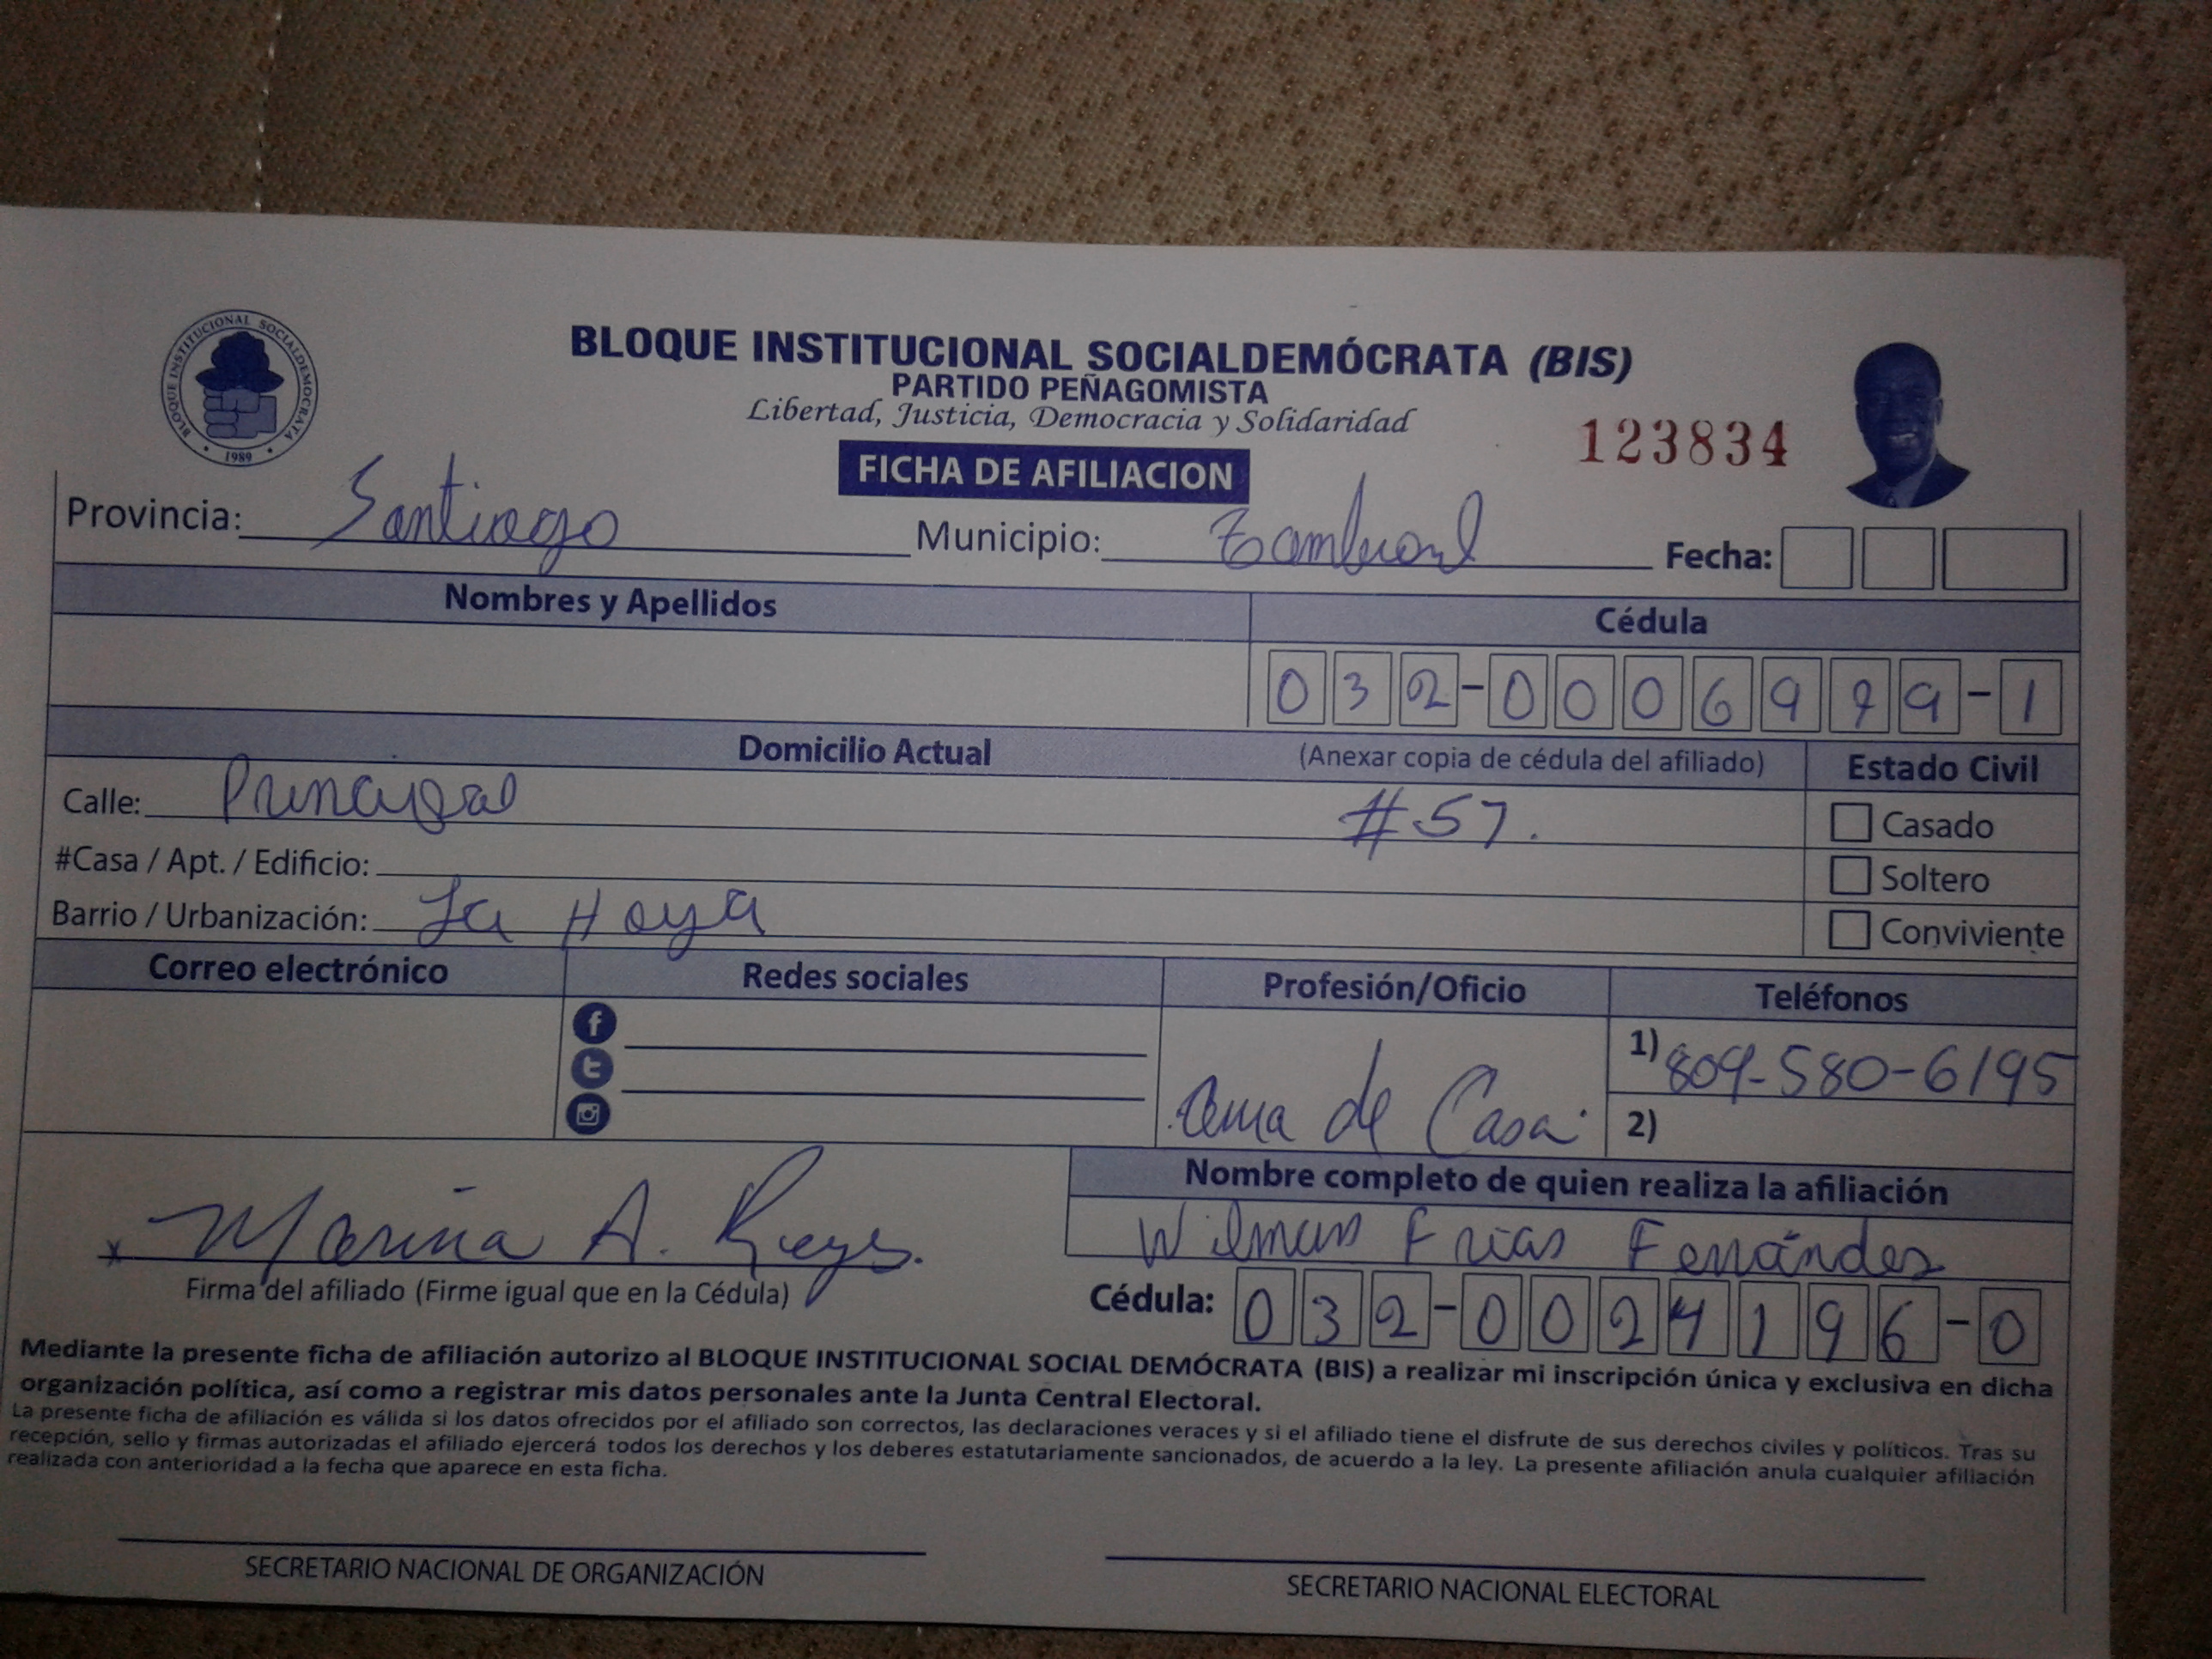 BLOQUE INSTITUCIONAL SOCIALDEMOCRATA
1989
BLOQUE INSTITUCIONAL SOCIALDEMÓCRATA (BIS)
PARTIDO PEÑAGOMISTA
Libertad, Justicia, Democracia y Solidaridad
123834
FICHA DE AFILIACION
Provincia: Santiago Municipio: Fecha:
Nombres y Apellidos Cédula
032-0006979-1
Domicilio Actual (Anexar copia de cédula del afiliado) Estado Civil
Calle: Principal #57. Casado
#Casa / Apt. / Edificio: Soltero
Barrio / Urbanización: La Hoya Conviviente
Correo electrónico Redes sociales Profesión/Oficio Teléfonos
1) 809-580-6195
Ama de Casa 2)
Nombre completo de quien realiza la afiliación
x Marina A. Reyes. Frias Fernández
Firma del afiliado (Firme igual que en la Cédula) Cédula: 032-0024196-0
Mediante la presente ficha de afiliación autorizo al BLOQUE INSTITUCIONAL SOCIAL DEMÓCRATA (BIS) a realizar mi inscripción única y exclusiva en dicha
organización política, así como a registrar mis datos personales ante la Junta Central Electoral.
La presente ficha de afiliación es válida si los datos ofrecidos por el afiliado son correctos, las declaraciones veraces y si el afiliado tiene el disfrute de sus derechos civiles y políticos. Tras su
recepción, sello y firmas autorizadas el afiliado ejercerá todos los derechos y los deberes estatutariamente sancionados, de acuerdo a la ley. La presente afiliación anula cualquier afiliación
realizada con anterioridad a la fecha que aparece en esta ficha.
SECRETARIO NACIONAL DE ORGANIZACIÓN SECRETARIO NACIONAL ELECTORAL